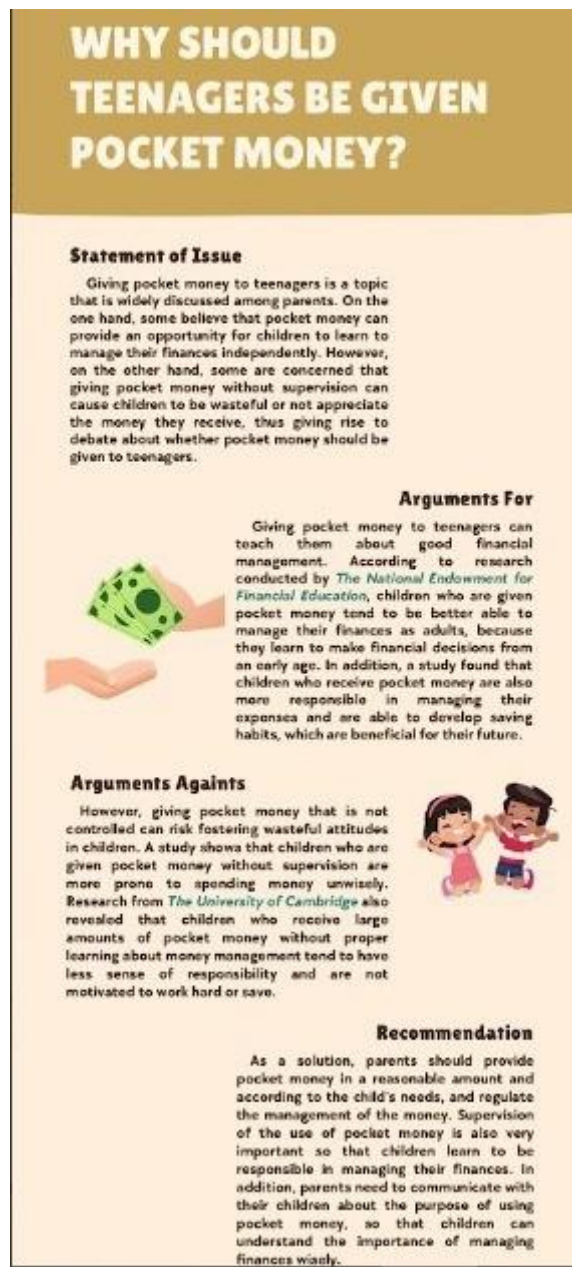 WHY SHOULD
TEENAGERS BE GIVEN
POCKET MONEY?
Statement of Issue
Giving pocket money to teenagers is a topic
that is widely discussed among parents. On the
one hand, some believe that pocket money can
provide an opportunity for children to learn to
manage their finances independently. However,
on the other hand, some are concerned that
giving pocket money without supervision can
cause children to be wasteful or not appreciate
the money they receive, thus giving rise to
debate about whether pocket money should be
given to teenagers.
Arguments For
Giving pocket money to teenagers can
teach them about good financial
management. According to research
conducted by The National Endowment for
Financial Education, children who are given
pocket money tend to be better able to
manage their finances as adults, because
they learn to make financial decisions from
an early age. In addition, a study found that
children who receive pocket money are also
more responsible in managing their
expenses and are able to develop saving
habits, which are beneficial for their future.
Arguments Againts
However, giving pocket money that is not
controlled can risk fostering wasteful attitudes
in children. A study shows that children who are
given pocket money without supervision are
more prone to spending money unwisely.
Research from The University of Cambridge also
revealed that children who receive large
amounts of pocket money without proper
learning about money management tend to have
less sense of responsibility and are not
motivated to work hard or save.
Recommendation
As a solution, parents should provide
pocket money in a reasonable amount and
according to the child's needs, and regulate
the management of the money. Supervision
of the use of pocket money is also very
important so that children learn to be
responsible in managing their finances. In
addition, parents need to communicate with
their children about the purpose of using
pocket money, so that children can
understand the importance of managing
finances wisely.